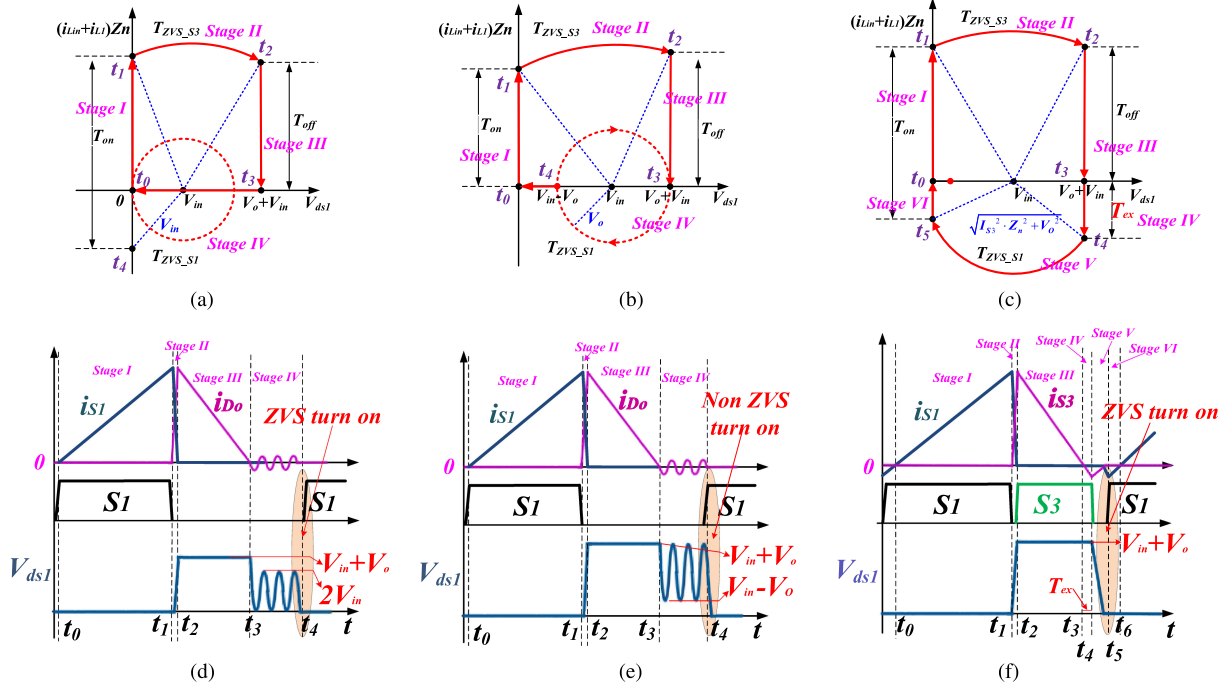 (iLin+iL1)Zn
TZVS_S3
Stage II
t1
t2
Stage I
Ton
Toff
Stage III
t0
t3
0
Vin
Vo+Vin
Vds1
Vin
Stage IV
t4
TZVS_S1
(a)
(iLin+iL1)Zn
TZVS_S3
Stage II
t2
t1
Stage III
Ton
Toff
Stage I
t4
t3
t0
0
Vin-Vo
Vin
Vo+Vin
Vds1
Vo
Stage IV
TZVS_S1
(b)
(iLin+iL1)Zn
TZVS_S3
Stage II
t1
t2
Stage I
Ton
Toff
Stage III
t0
t3
Vin
Vo+Vin
Vds1
Stage VI
Tex
Stage IV
√IS3²·Zn²+Vo²
t5
t4
TZVS_S1
Stage V
(c)
Stage II
Stage I
Stage III
Stage IV
iS1
iDo
ZVS turn on
0
S1
S1
Vds1
Vin+Vo
2Vin
t0
t1
t2
t3
t4
t
(d)
Stage II
Stage I
Stage III
Stage IV
iS1
iDo
Non ZVS
turn on
0
S1
S1
Vds1
Vin+Vo
Vin-Vo
t0
t1
t2
t3
t4
t
(e)
Stage II
Stage IV
Stage V
Stage VI
Stage I
Stage III
iS1
iS3
ZVS turn on
0
S1
S3
S1
Vds1
Vin+Vo
Tex
t0
t1
t2
t3
t4
t5
t6
t
(f)